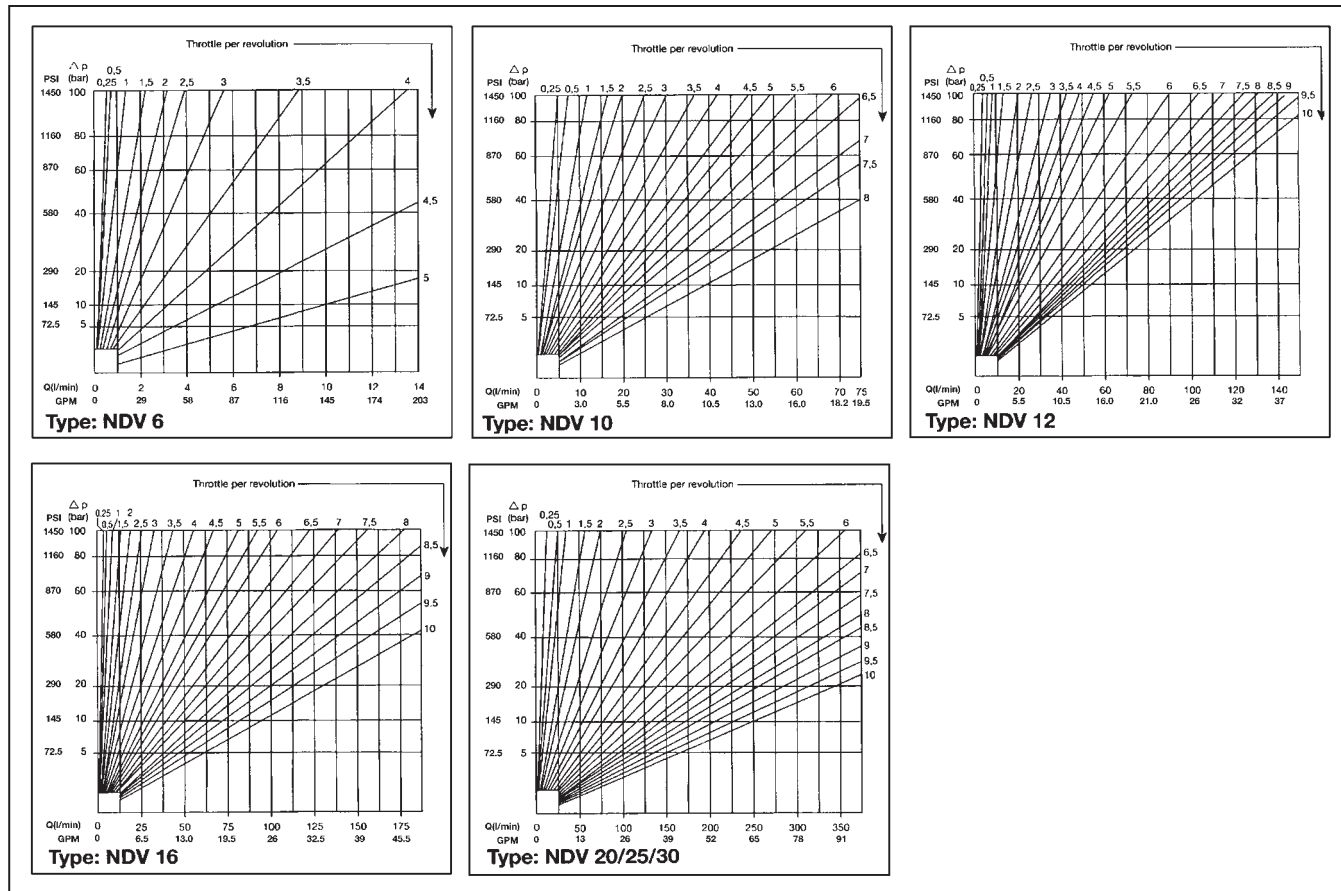 Throttle per revolution
△ p
0,5
PSI (bar) 0,25 1 1,5 2 2,5 3 3,5 4
1450 100
1160 80
870 60
4,5
580 40
290 20
5
145 10
72.5 5
Q(l/min) 0 2 4 6 8 10 12 14
GPM 0 29 58 87 116 145 174 203
Type: NDV 6
Throttle per revolution
△ p
PSI (bar) 0,25 0,5 1 1,5 2 2,5 3 3,5 4 4,5 5 5,5 6
1450 100 6,5
1160 80
7
870 60
7,5
8
580 40
290 20
145 10
72.5 5
Q(l/min) 0 10 20 30 40 50 60 70 75
GPM 0 3.0 5.5 8.0 10.5 13.0 16.0 18.2 19.5
Type: NDV 10
Throttle per revolution
△ p
0,5
PSI (bar) 0,25 1 1,5 2 2,5 3 3,5 4 4,5 5 5,5 6 6,5 7 7,5 8 8,5 9
1450 100 9,5
10
1160 80
870 60
580 40
290 20
145 10
72.5 5
Q(l/min) 0 20 40 60 80 100 120 140
GPM 0 5.5 10.5 16.0 21.0 26 32 37
Type: NDV 12
Throttle per revolution
△ p
0,25 1 2
PSI (bar) 0,5 1,5 2,5 3 3,5 4 4,5 5 5,5 6 6,5 7 7,5 8
1450 100
8,5
1160 80
9
870 60
9,5
10
580 40
290 20
145 10
72.5 5
Q(l/min) 0 25 50 75 100 125 150 175
GPM 0 6.5 13.0 19.5 26 32.5 39 45.5
Type: NDV 16
Throttle per revolution
△ p
0,25
PSI (bar) 0,5 1 1,5 2 2,5 3 3,5 4 4,5 5 5,5 6
1450 100
6,5
1160 80
7
7,5
870 60
8
8,5
580 40
9
9,5
10
290 20
145 10
72.5 5
Q(l/min) 0 50 100 150 200 250 300 350
GPM 0 13 26 39 52 65 78 91
Type: NDV 20/25/30